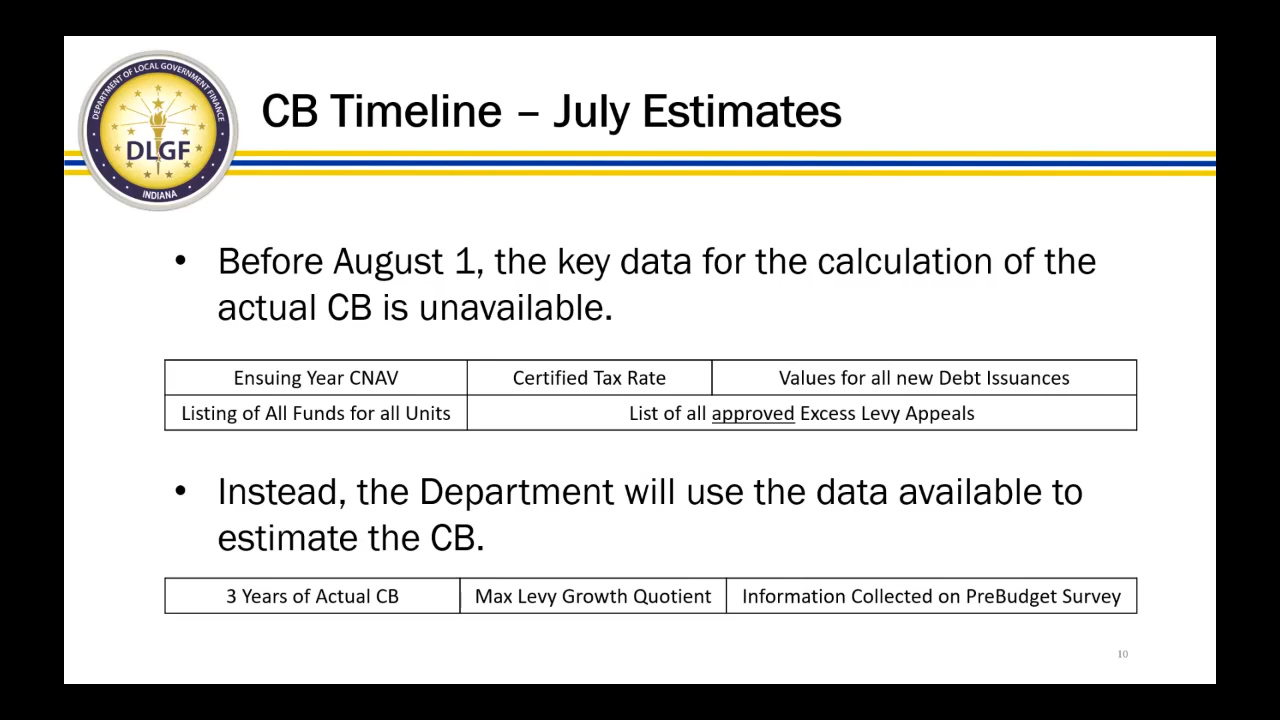 DEPARTMENT OF LOCAL GOVERNMENT FINANCE
DLGF
INDIANA
CB Timeline – July Estimates
• Before August 1, the key data for the calculation of the
actual CB is unavailable.
Ensuing Year CNAV Certified Tax Rate Values for all new Debt Issuances
Listing of All Funds for all Units List of all approved Excess Levy Appeals
• Instead, the Department will use the data available to
estimate the CB.
3 Years of Actual CB Max Levy Growth Quotient Information Collected on PreBudget Survey
10